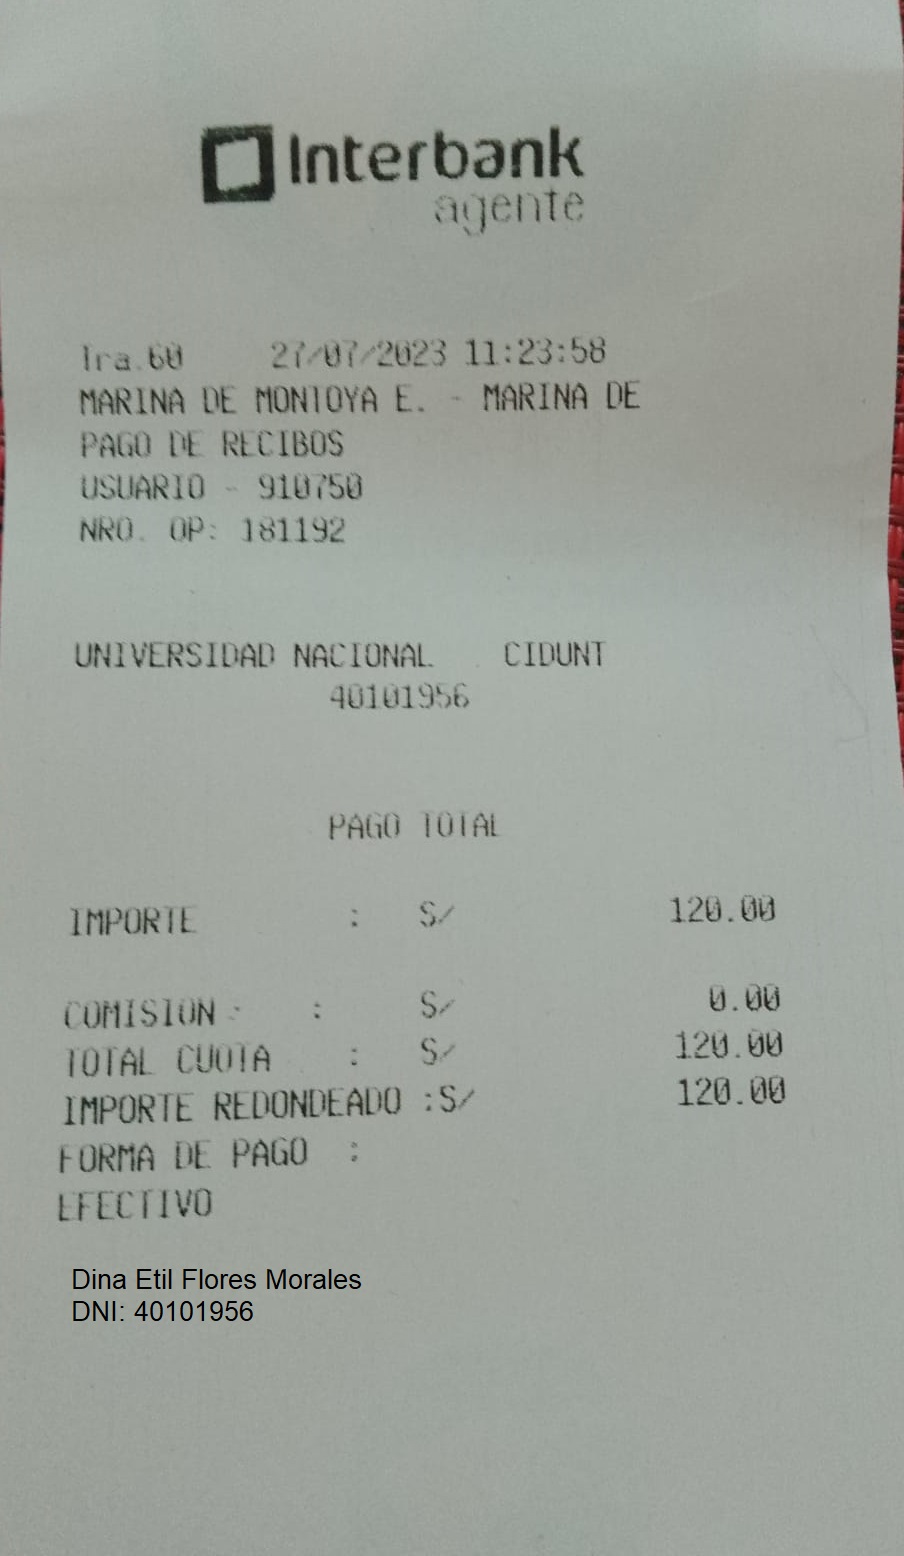 Interbank
agente
Tra.60 27/07/2023 11:23:58
MARINA DE MONTOYA E. - MARINA DE
PAGO DE RECIBOS
USUARIO - 910750
NRO. OP: 181192
UNIVERSIDAD NACIONAL CIDUNT
40101956
PAGO TOTAL
IMPORTE : S/ 120.00
COMISION : S/ 0.00
TOTAL CUOTA : S/ 120.00
IMPORTE REDONDEADO :S/ 120.00
FORMA DE PAGO :
EFECTIVO
Dina Etil Flores Morales
DNI: 40101956